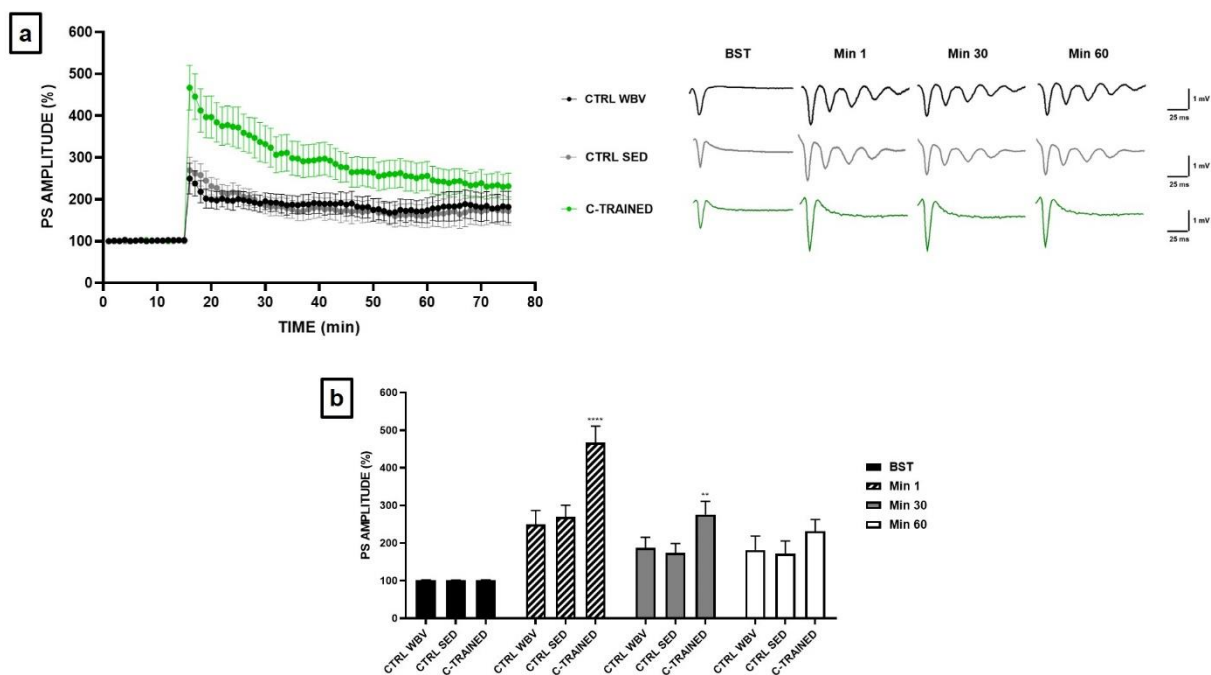 a
PS AMPLITUDE (%)
600
500
400
300
200
100
0
0 10 20 30 40 50 60 70 80
TIME (min)
CTRL WBV
CTRL SED
C-TRAINED
BST Min 1 Min 30 Min 60
1 mV
25 ms
1 mV
25 ms
1 mV
25 ms
b
PS AMPLITUDE (%)
600
500
400
300
200
100
0
****
**
CTRL WBV CTRL SED C-TRAINED CTRL WBV CTRL SED C-TRAINED CTRL WBV CTRL SED C-TRAINED CTRL WBV CTRL SED C-TRAINED
BST
Min 1
Min 30
Min 60